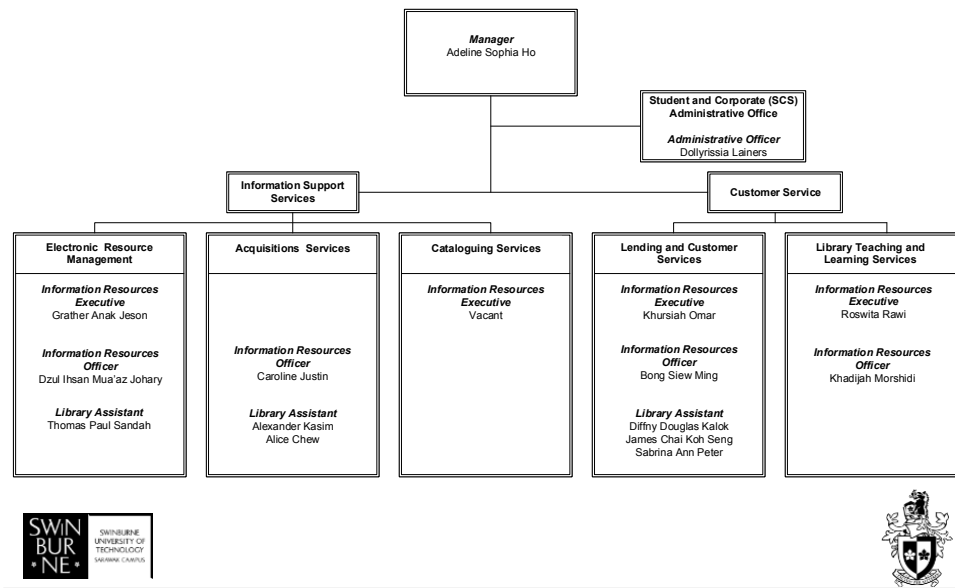 Manager
Adeline Sophia Ho
Student and Corporate (SCS)
Administrative Office
Administrative Officer
Dollyrissia Lainers
Information Support
Services
Customer Service
Electronic Resource
Management
Information Resources
Executive
Grather Anak Jeson
Information Resources
Officer
Dzul Ihsan Mua'az Johary
Library Assistant
Thomas Paul Sandah
Acquisitions Services
Information Resources
Officer
Caroline Justin
Library Assistant
Alexander Kasim
Alice Chew
Cataloguing Services
Information Resources
Executive
Vacant
Lending and Customer
Services
Information Resources
Executive
Khursiah Omar
Information Resources
Officer
Bong Siew Ming
Library Assistant
Diffny Douglas Kalok
James Chai Koh Seng
Sabrina Ann Peter
Library Teaching and
Learning Services
Information Resources
Executive
Roswita Rawi
Information Resources
Officer
Khadijah Morshidi
SWIN
BUR
* NE *
SWINBURNE
UNIVERSITY OF
TECHNOLOGY
SARAWAK CAMPUS